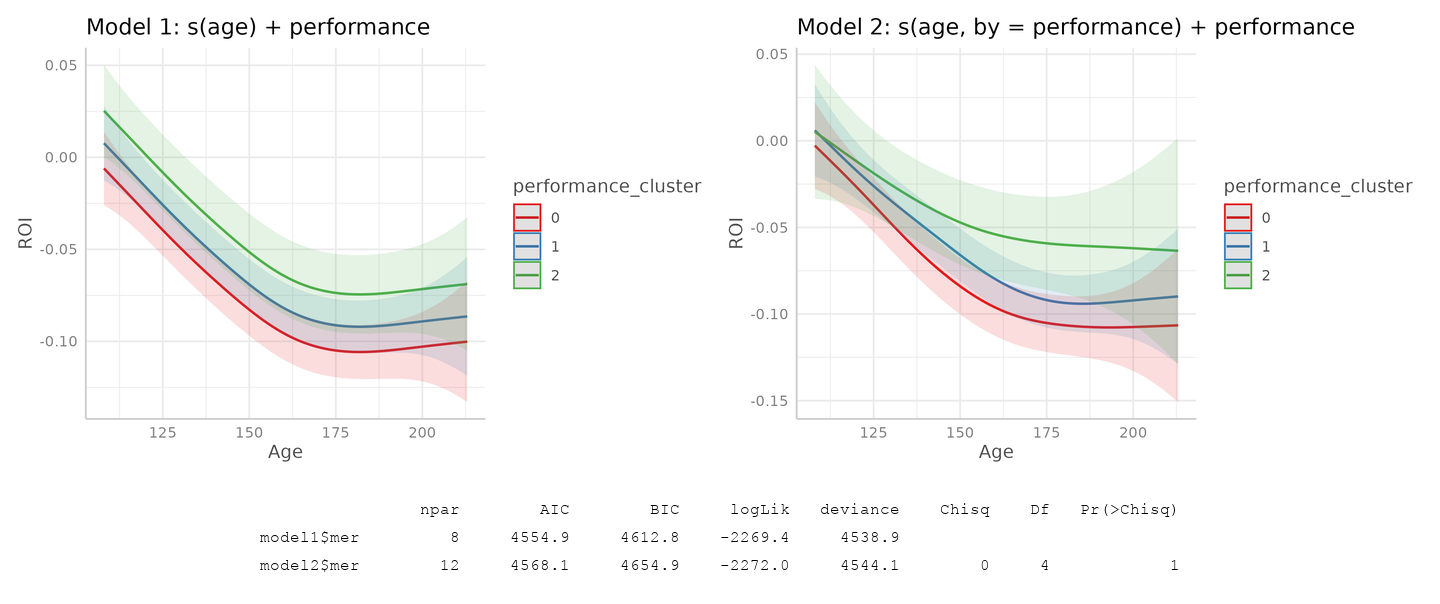 Model 1: s(age) + performance
0.05
0.00
-0.05
-0.10
ROI
125 150 175 200
Age
performance_cluster
0
1
2
Model 2: s(age, by = performance) + performance
0.05
0.00
-0.05
-0.10
-0.15
ROI
125 150 175 200
Age
performance_cluster
0
1
2
npar AIC BIC logLik deviance Chisq Df Pr(>Chisq)
model1$mer 8 4554.9 4612.8 -2269.4 4538.9
model2$mer 12 4568.1 4654.9 -2272.0 4544.1 0 4 1